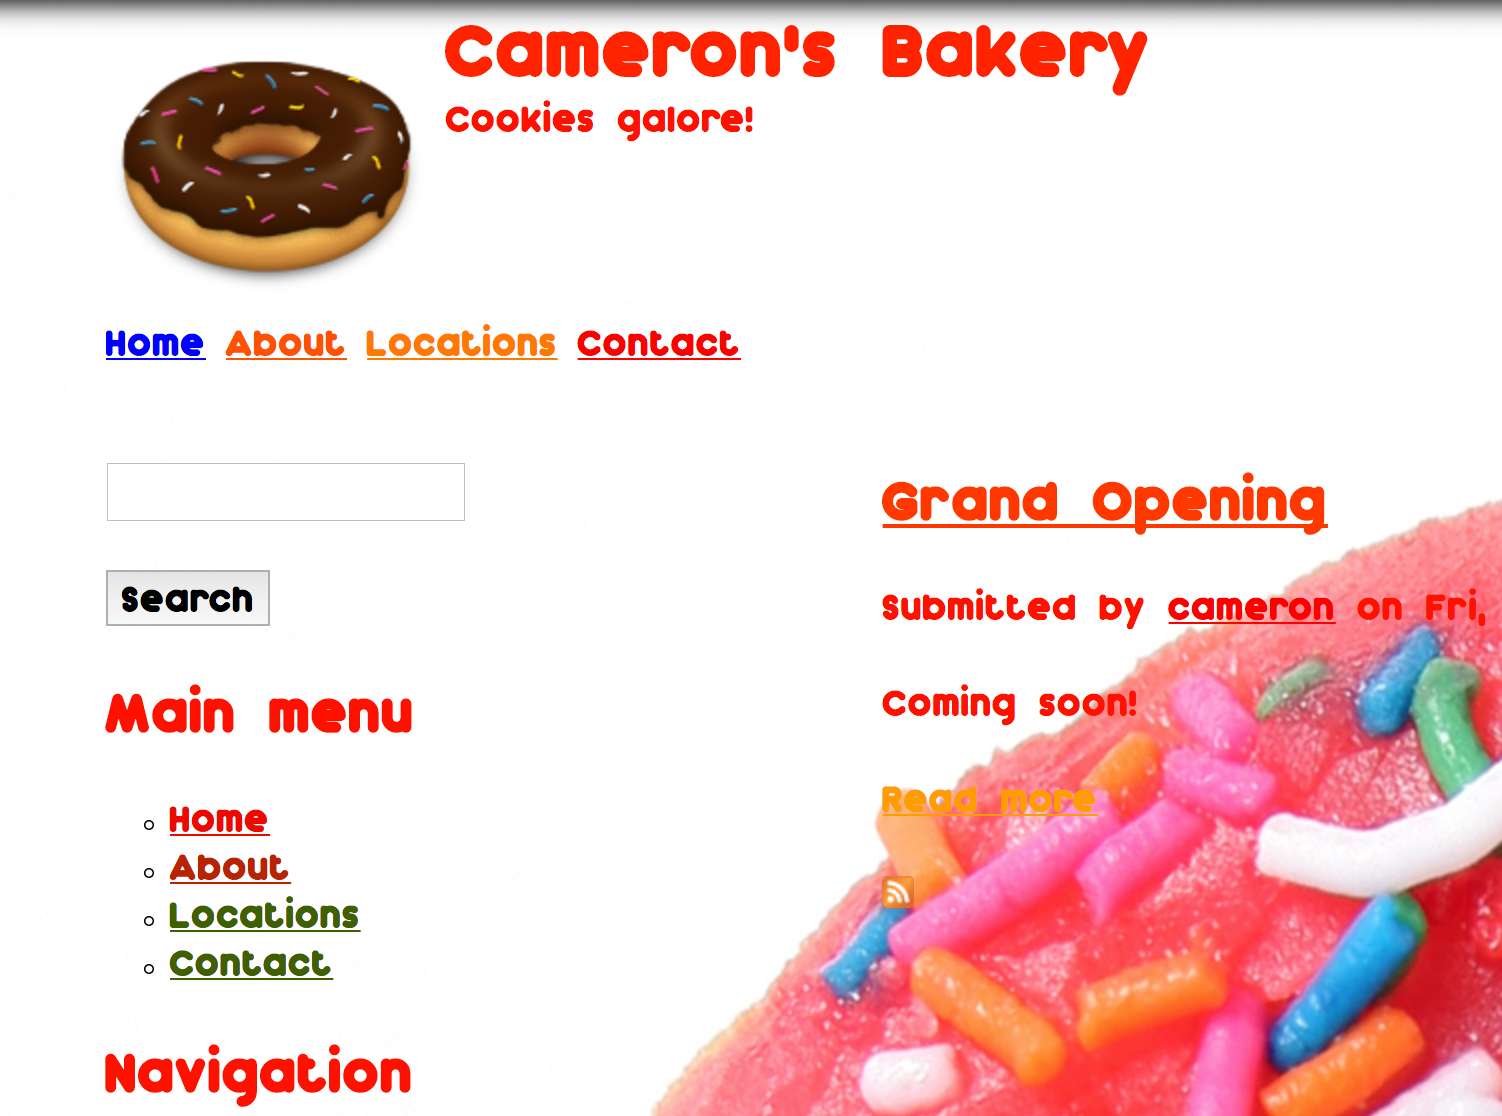 Cameron's Bakery
Cookies galore!
Home About Locations Contact
Search
Main menu
Home
About
Locations
Contact
Navigation
Grand Opening
Submitted by cameron on Fri,
Coming soon!
Read more